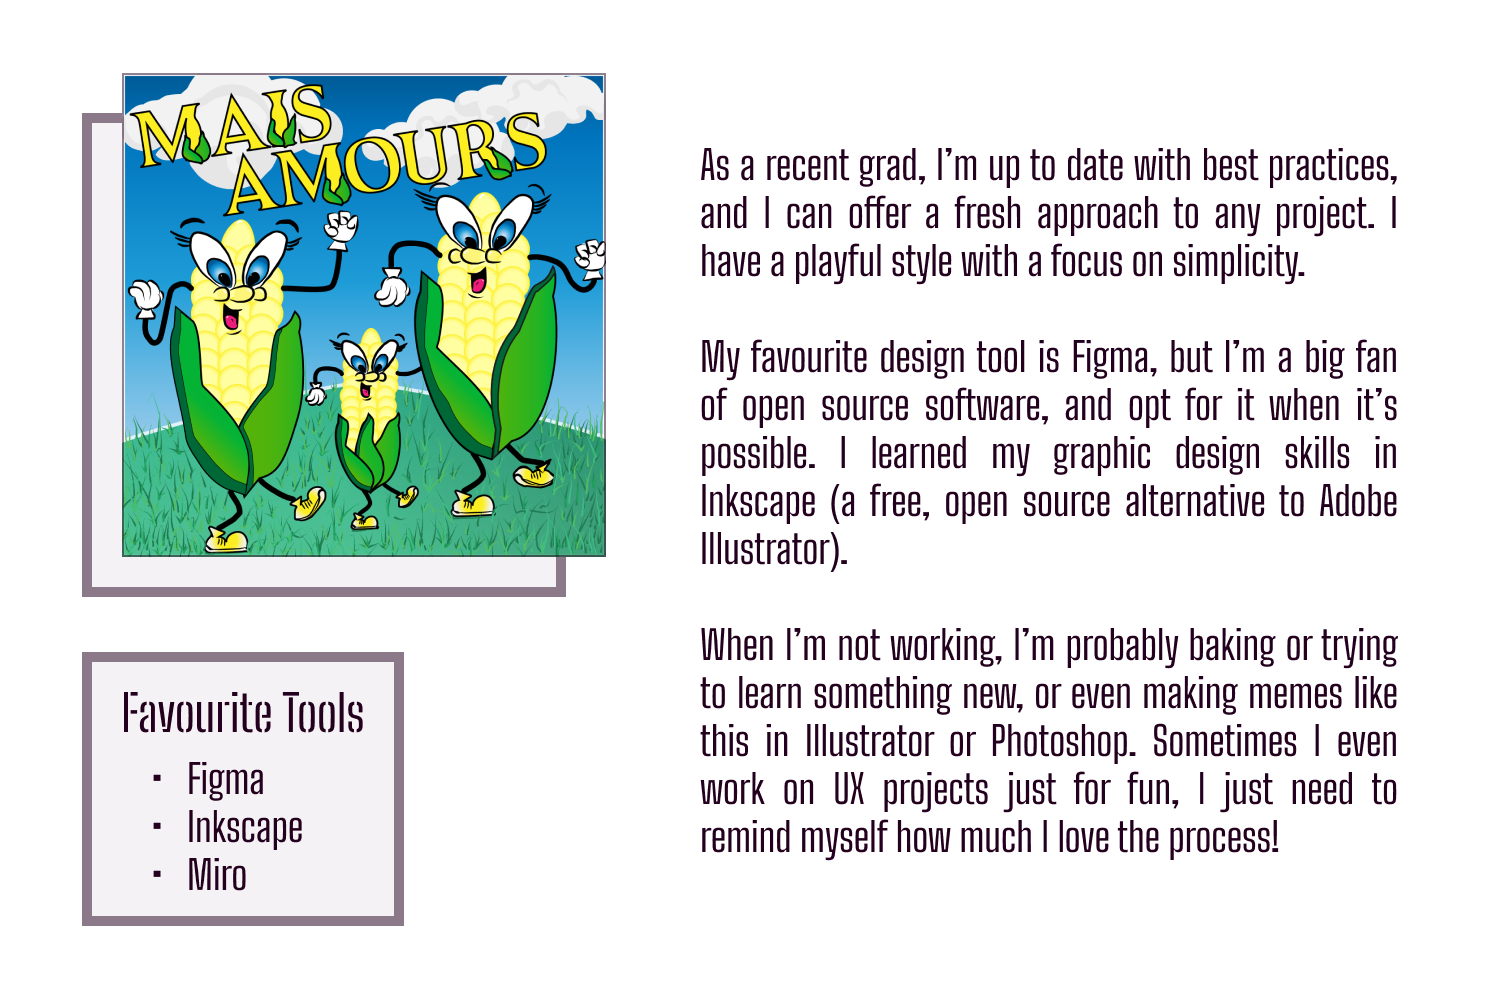 MAIS
AMOURS
As a recent grad, I’m up to date with best practices,
and I can offer a fresh approach to any project. I
have a playful style with a focus on simplicity.
My favourite design tool is Figma, but I’m a big fan
of open source software, and opt for it when it’s
possible. I learned my graphic design skills in
Inkscape (a free, open source alternative to Adobe
Illustrator).
When I’m not working, I’m probably baking or trying
to learn something new, or even making memes like
this in Illustrator or Photoshop. Sometimes I even
work on UX projects just for fun, I just need to
remind myself how much I love the process!
Favourite Tools
▪ Figma
▪ Inkscape
▪ Miro